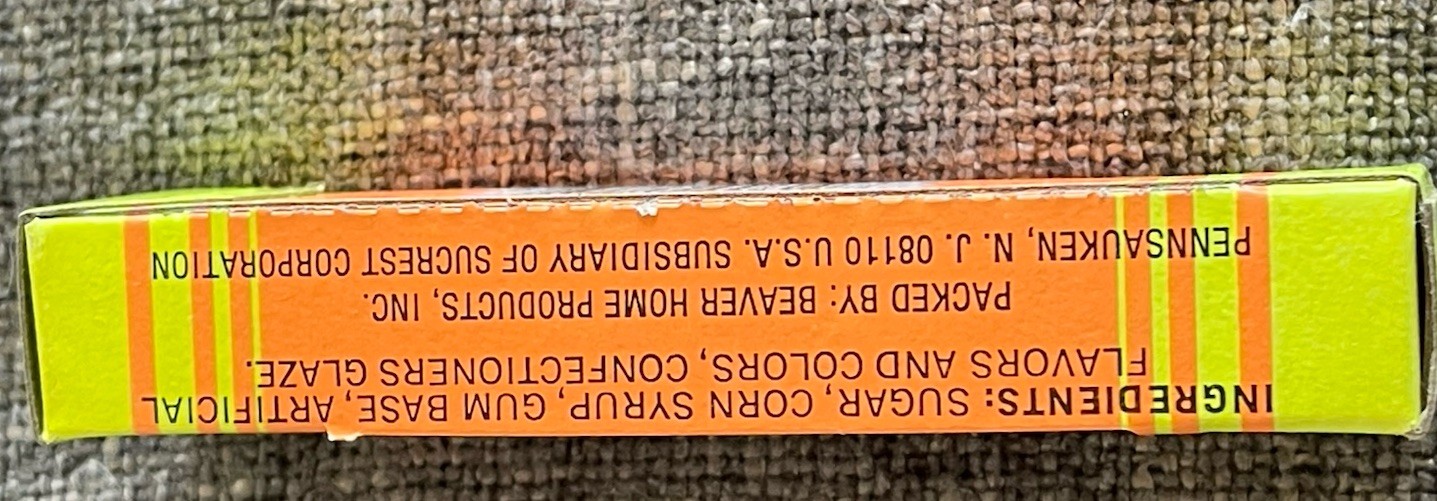 INGREDIENTS: SUGAR, CORN SYRUP, GUM BASE, ARTIFICIAL
FLAVORS AND COLORS, CONFECTIONERS GLAZE.
PACKED BY: BEAVER HOME PRODUCTS, INC.
PENNSAUKEN, N. J. 08110 U.S.A. SUBSIDIARY OF SUCREST CORPORATION